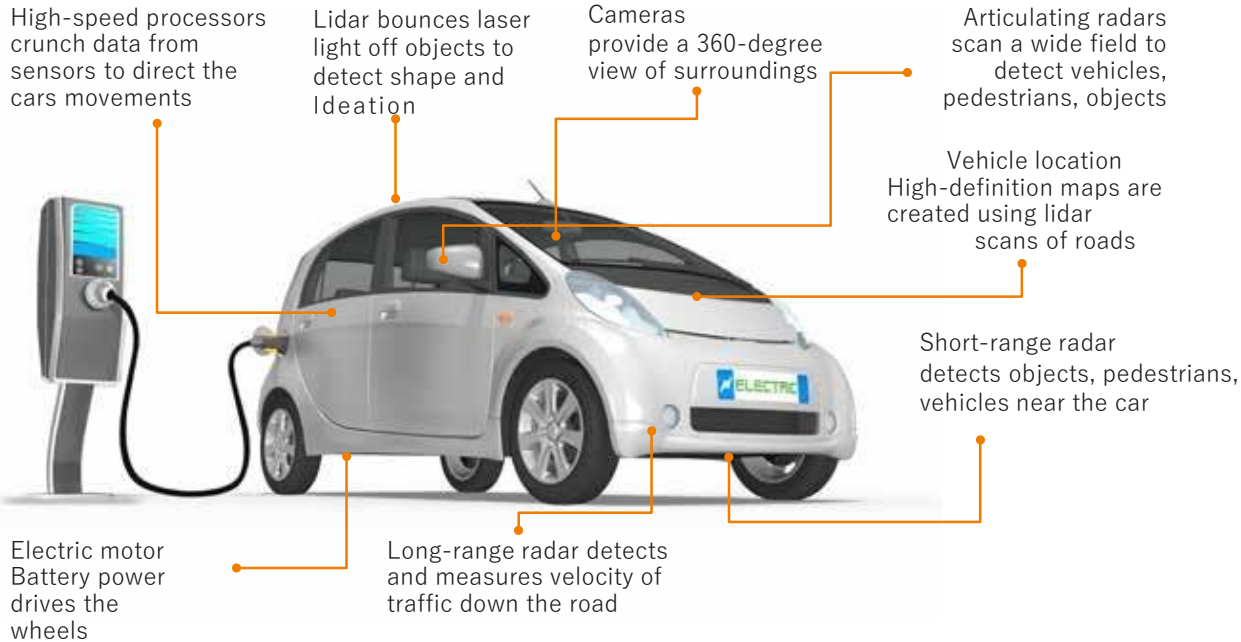 High-speed processors
crunch data from
sensors to direct the
cars movements
Lidar bounces laser
light off objects to
detect shape and
Ideation
Cameras
provide a 360-degree
view of surroundings
Articulating radars
scan a wide field to
detect vehicles,
pedestrians, objects
Vehicle location
High-definition maps are
created using lidar
scans of roads
Short-range radar
detects objects, pedestrians,
vehicles near the car
ELECTRIC
Electric motor
Battery power
drives the
wheels
Long-range radar detects
and measures velocity of
traffic down the road